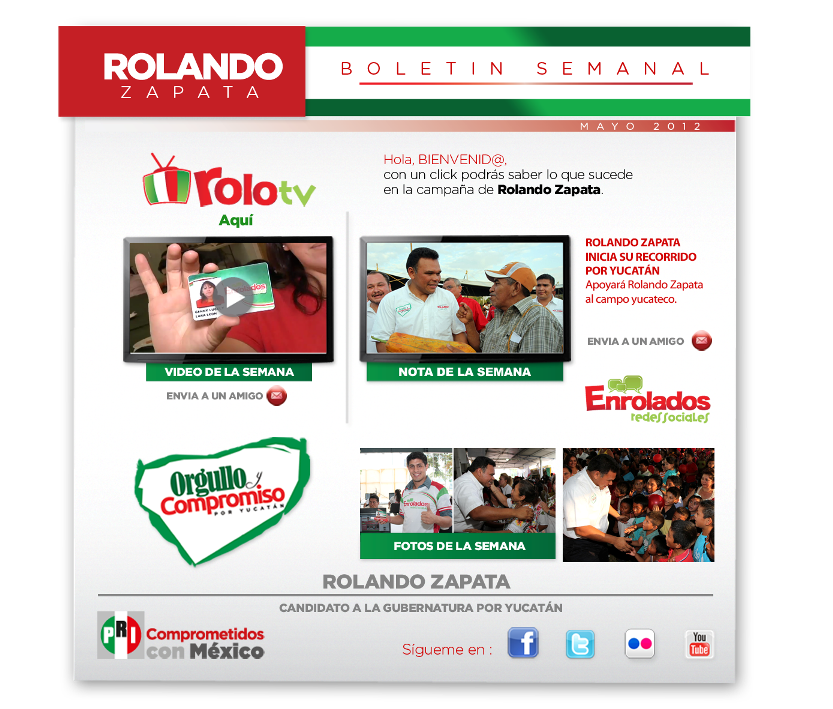 ROLANDO
ZAPATA
BOLETIN SEMANAL
MAYO 2012
rolotv
Aquí
Hola, BIENVENID@,
con un click podrás saber lo que sucede
en la campaña de Rolando Zapata.
ROLANDO ZAPATA
INICIA SU RECORRIDO
POR YUCATÁN
Apoyará Rolando Zapata
al campo yucateco.
VIDEO DE LA SEMANA
ENVIA A UN AMIGO
NOTA DE LA SEMANA
ENVIA A UN AMIGO
Enrolados
redes sociales
Orgullo y
Compromiso
POR YUCATÁN
Enrolados
FOTOS DE LA SEMANA
ROLANDO ZAPATA
CANDIDATO A LA GUBERNATURA POR YUCATÁN
PRI
Comprometidos
con México
Sígueme en :
f
t
You
Tube